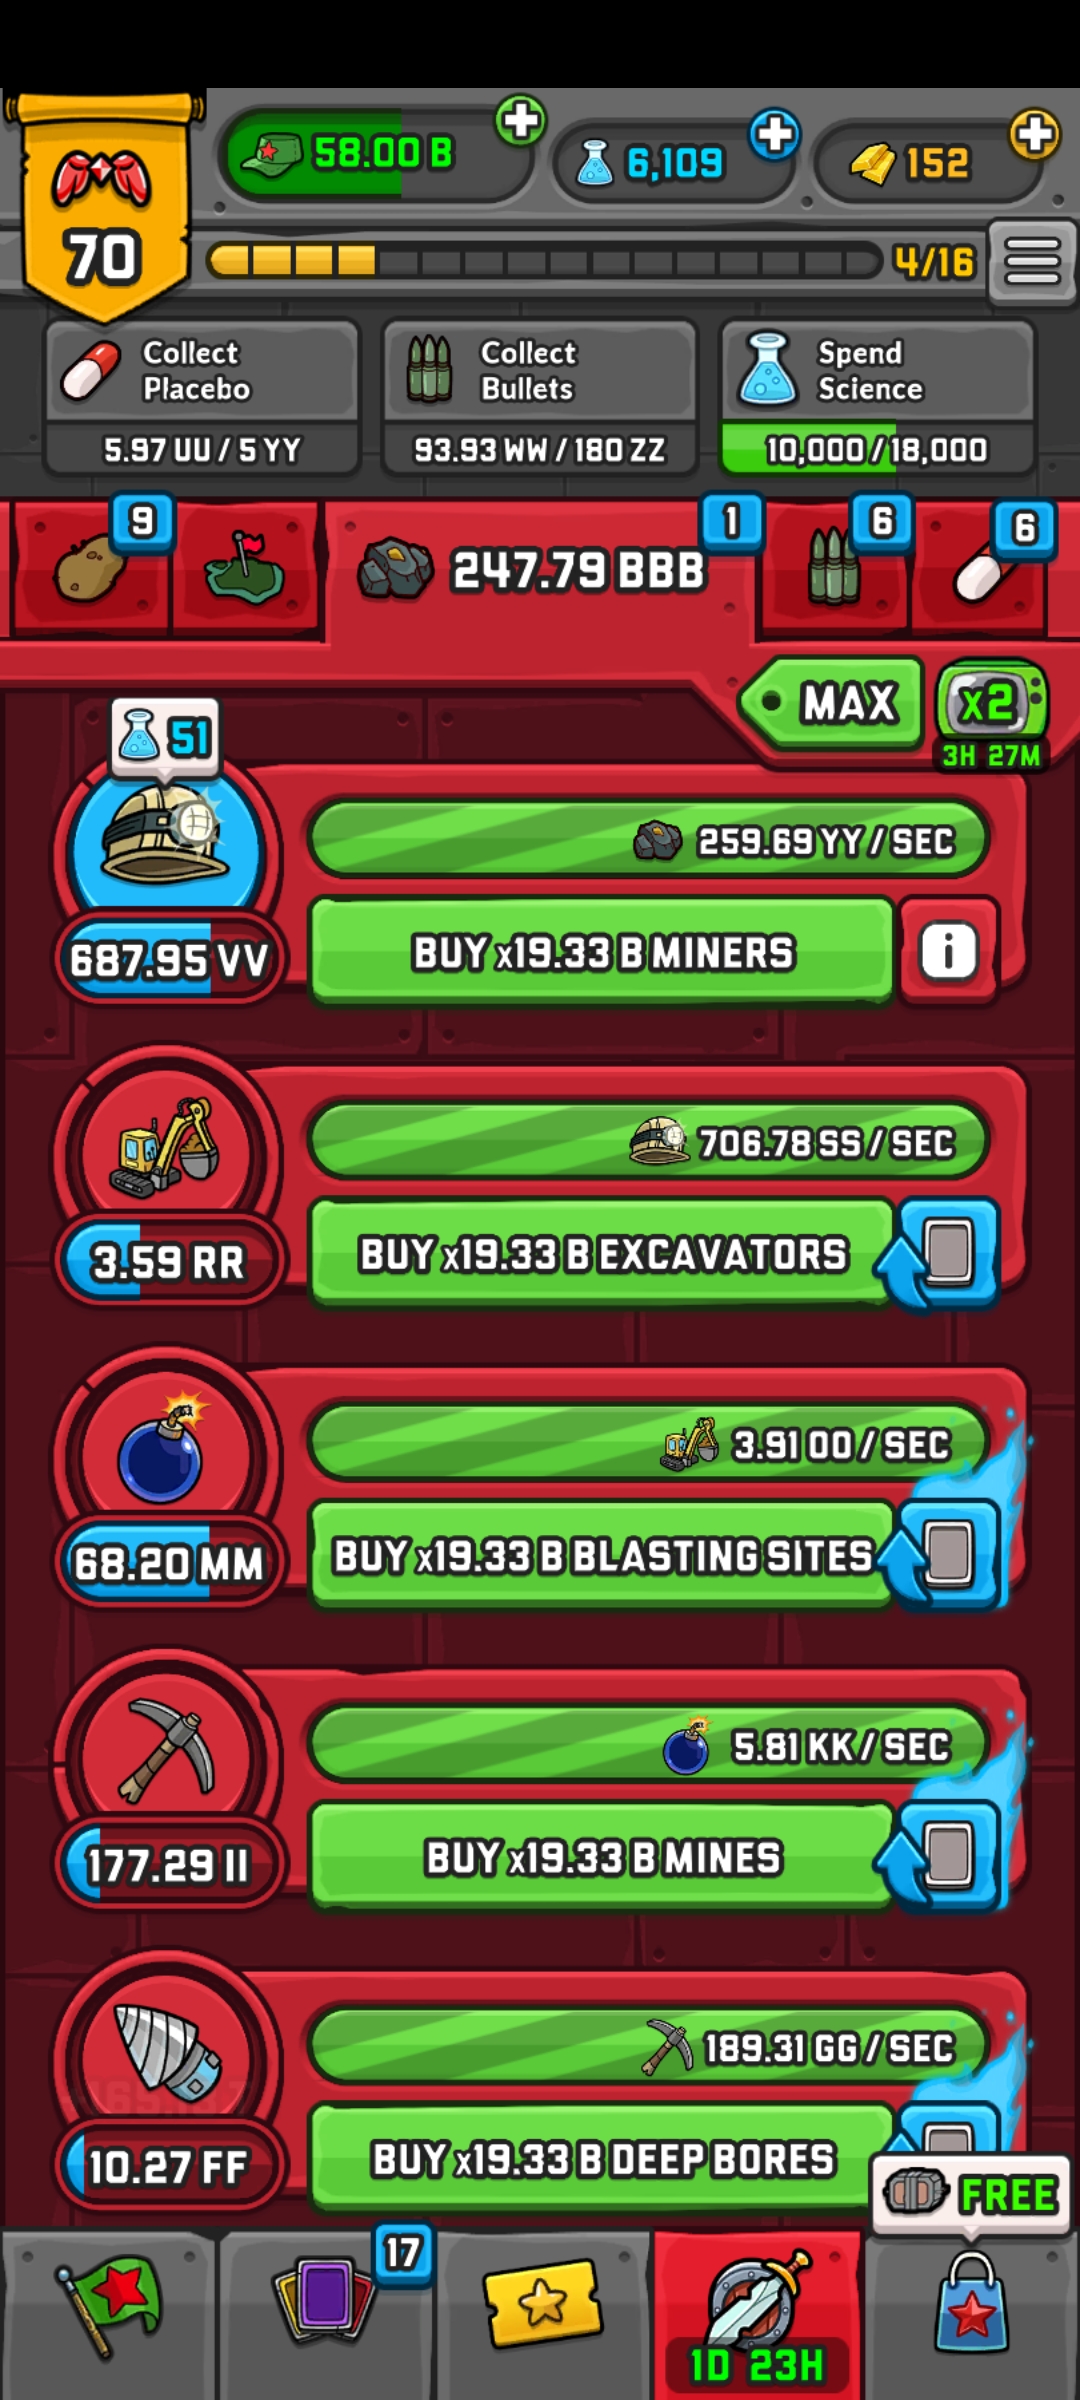 58.00 B
6,109
152
70
4/16
Collect
Placebo
5.97 UU / 5 YY
Collect
Bullets
93.93 WW / 180 ZZ
Spend
Science
10,000 / 18,000
9
247.79 BBB
1
6
6
MAX
x2
3H 27M
51
259.69 YY / SEC
687.95 VV
BUY x19.33 B MINERS
i
706.78 SS / SEC
3.59 RR
BUY x19.33 B EXCAVATORS
3.91 OO / SEC
68.20 MM
BUY x19.33 B BLASTING SITES
5.81 KK / SEC
177.29 II
BUY x19.33 B MINES
189.31 GG / SEC
10.27 FF
BUY x19.33 B DEEP BORES
FREE
17
1D 23H